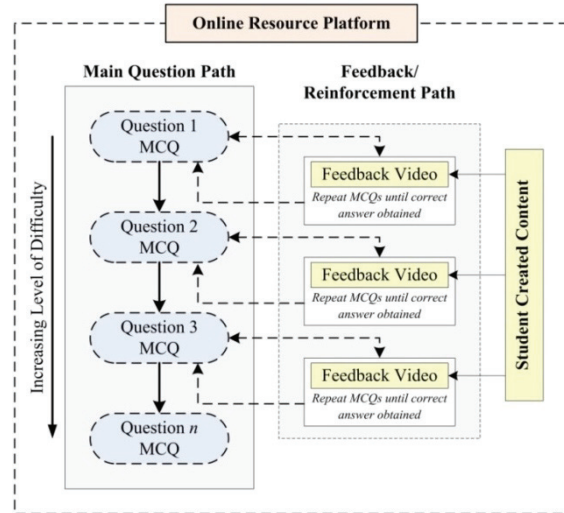 Online Resource Platform
Main Question Path
Feedback/
Reinforcement Path
Increasing Level of Difficulty
Question 1
MCQ
Feedback Video
Repeat MCQs until correct
answer obtained
Question 2
MCQ
Feedback Video
Repeat MCQs until correct
answer obtained
Question 3
MCQ
Feedback Video
Repeat MCQs until correct
answer obtained
Question n
MCQ
Student Created Content